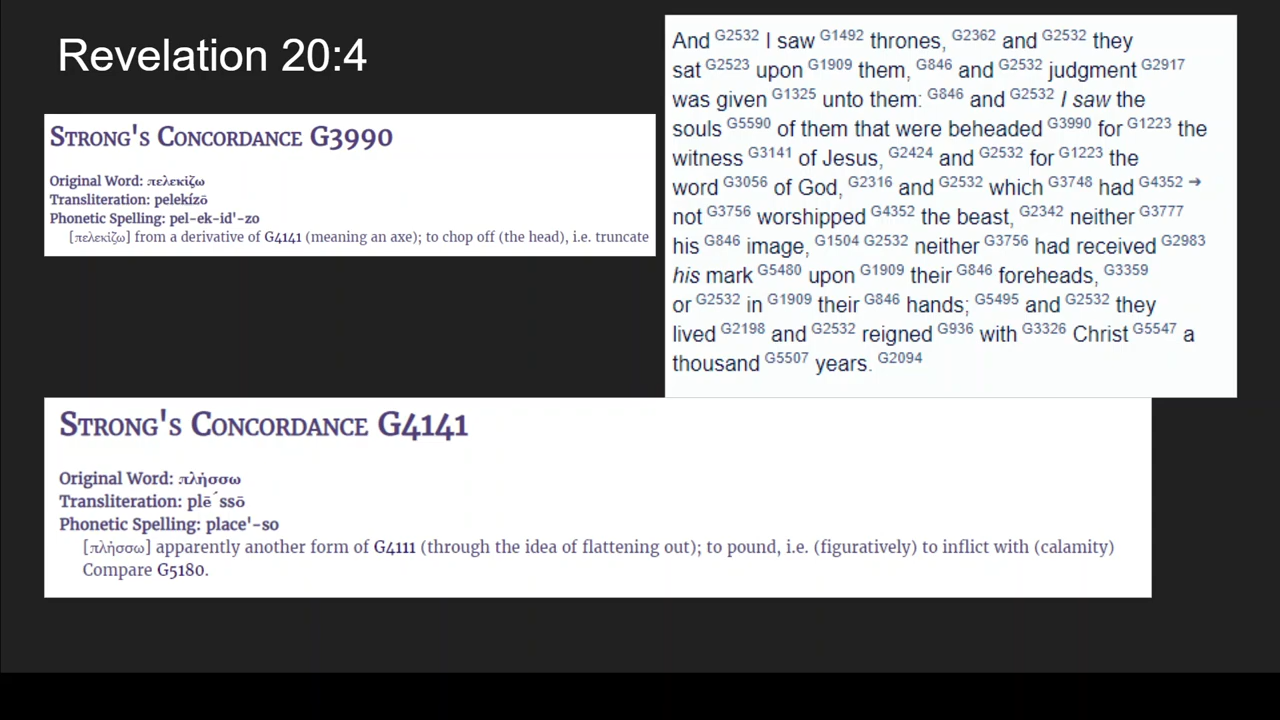 Revelation 20:4
STRONG'S CONCORDANCE G3990
Original Word: πελεκίζω
Transliteration: pelekízō
Phonetic Spelling: pel-ek-id'-zo
[πελεκίζω] from a derivative of G4141 (meaning an axe); to chop off (the head), i.e. truncate
And G2532 I saw G1492 thrones, G2362 and G2532 they
sat G2523 upon G1909 them, G846 and G2532 judgment G2917
was given G1325 unto them: G846 and G2532 I saw the
souls G5590 of them that were beheaded G3990 for G1223 the
witness G3141 of Jesus, G2424 and G2532 for G1223 the
word G3056 of God, G2316 and G2532 which G3748 had G4352 →
not G3756 worshipped G4352 the beast, G2342 neither G3777
his G846 image, G1504 G2532 neither G3756 had received G2983
his mark G5480 upon G1909 their G846 foreheads, G3359
or G2532 in G1909 their G846 hands; G5495 and G2532 they
lived G2198 and G2532 reigned G936 with G3326 Christ G5547 a
thousand G5507 years. G2094
STRONG'S CONCORDANCE G4141
Original Word: πλήσσω
Transliteration: plḗssō
Phonetic Spelling: place'-so
[πλήσσω] apparently another form of G4111 (through the idea of flattening out); to pound, i.e. (figuratively) to inflict with (calamity)
Compare G5180.